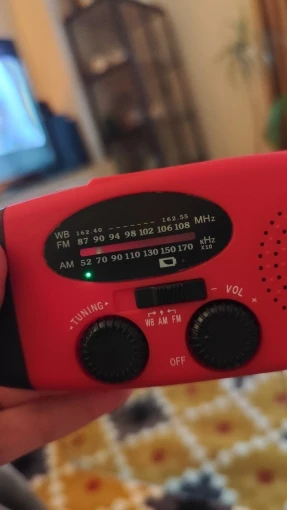 WB 162.40 - - - - - - - 162.55 MHz
FM 87 90 94 98 102 106 108
AM 52 70 90 110 130 150 170 KHz X10
TUNING
- VOL +
WB AM FM
OFF